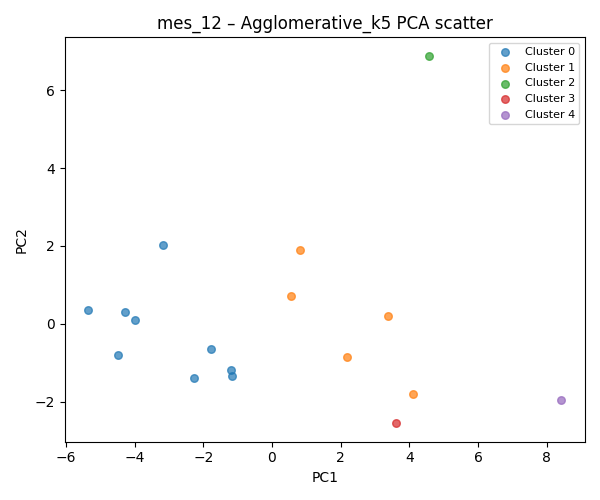 mes_12 – Agglomerative_k5 PCA scatter
Cluster 0
Cluster 1
Cluster 2
Cluster 3
Cluster 4
PC2
6
4
2
0
−2
−6
−4
−2
0
2
4
6
8
PC1